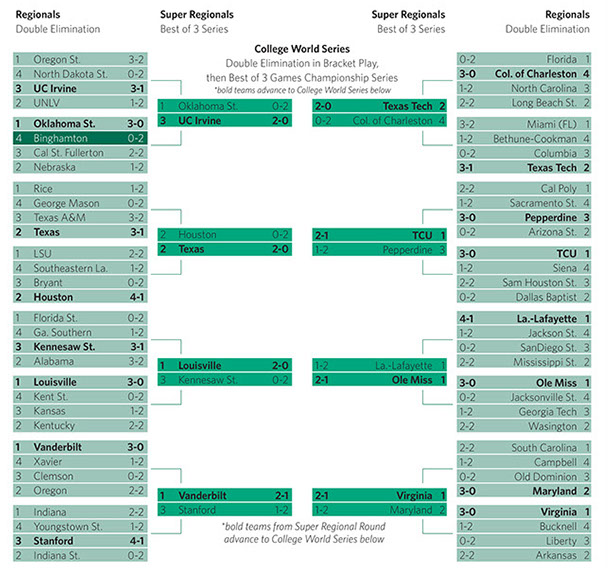 Regionals
Double Elimination
Super Regionals
Best of 3 Series
Super Regionals
Best of 3 Series
Regionals
Double Elimination
College World Series
Double Elimination in Bracket Play,
then Best of 3 Games Championship Series
*bold teams advance to College World Series below
1 Oregon St. 3-2
4 North Dakota St. 0-2
3 UC Irvine 3-1
2 UNLV 1-2
1 Oklahoma St. 3-0
4 Binghamton 0-2
3 Cal St. Fullerton 2-2
2 Nebraska 1-2
1 Rice 1-2
4 George Mason 0-2
3 Texas A&M 3-2
2 Texas 3-1
1 LSU 2-2
4 Southeastern La. 1-2
3 Bryant 0-2
2 Houston 4-1
1 Florida St. 0-2
4 Ga. Southern 1-2
3 Kennesaw St. 3-1
2 Alabama 3-2
1 Louisville 3-0
4 Kent St. 0-2
3 Kansas 1-2
2 Kentucky 2-2
1 Vanderbilt 3-0
4 Xavier 1-2
3 Clemson 0-2
2 Oregon 2-2
1 Indiana 2-2
4 Youngstown St. 1-2
3 Stanford 4-1
2 Indiana St. 0-2
1 Oklahoma St. 0-2
3 UC Irvine 2-0
2 Houston 0-2
2 Texas 2-0
1 Louisville 2-0
3 Kennesaw St. 0-2
1 Vanderbilt 2-1
3 Stanford 1-2
2-0 Texas Tech 2
0-2 Col. of Charleston 4
2-1 TCU 1
1-2 Pepperdine 3
1-2 La.-Lafayette 1
2-1 Ole Miss 1
2-1 Virginia 1
1-2 Maryland 2
*bold teams from Super Regional Round
advance to College World Series below
0-2 Florida 1
3-0 Col. of Charleston 4
1-2 North Carolina 3
2-2 Long Beach St. 2
3-2 Miami (FL) 1
1-2 Bethune-Cookman 4
0-2 Columbia 3
3-1 Texas Tech 2
2-2 Cal Poly 1
1-2 Sacramento St. 4
3-0 Pepperdine 3
0-2 Arizona St. 2
3-0 TCU 1
1-2 Siena 4
2-2 Sam Houston St. 3
0-2 Dallas Baptist 2
4-1 La.-Lafayette 1
1-2 Jackson St. 4
0-2 SanDiego St. 3
2-2 Mississippi St. 2
3-0 Ole Miss 1
0-2 Jacksonville St. 4
1-2 Georgia Tech 3
2-2 Wasington 2
2-2 South Carolina 1
1-2 Campbell 4
0-2 Old Dominion 3
3-0 Maryland 2
3-0 Virginia 1
1-2 Bucknell 4
0-2 Liberty 3
2-2 Arkansas 2